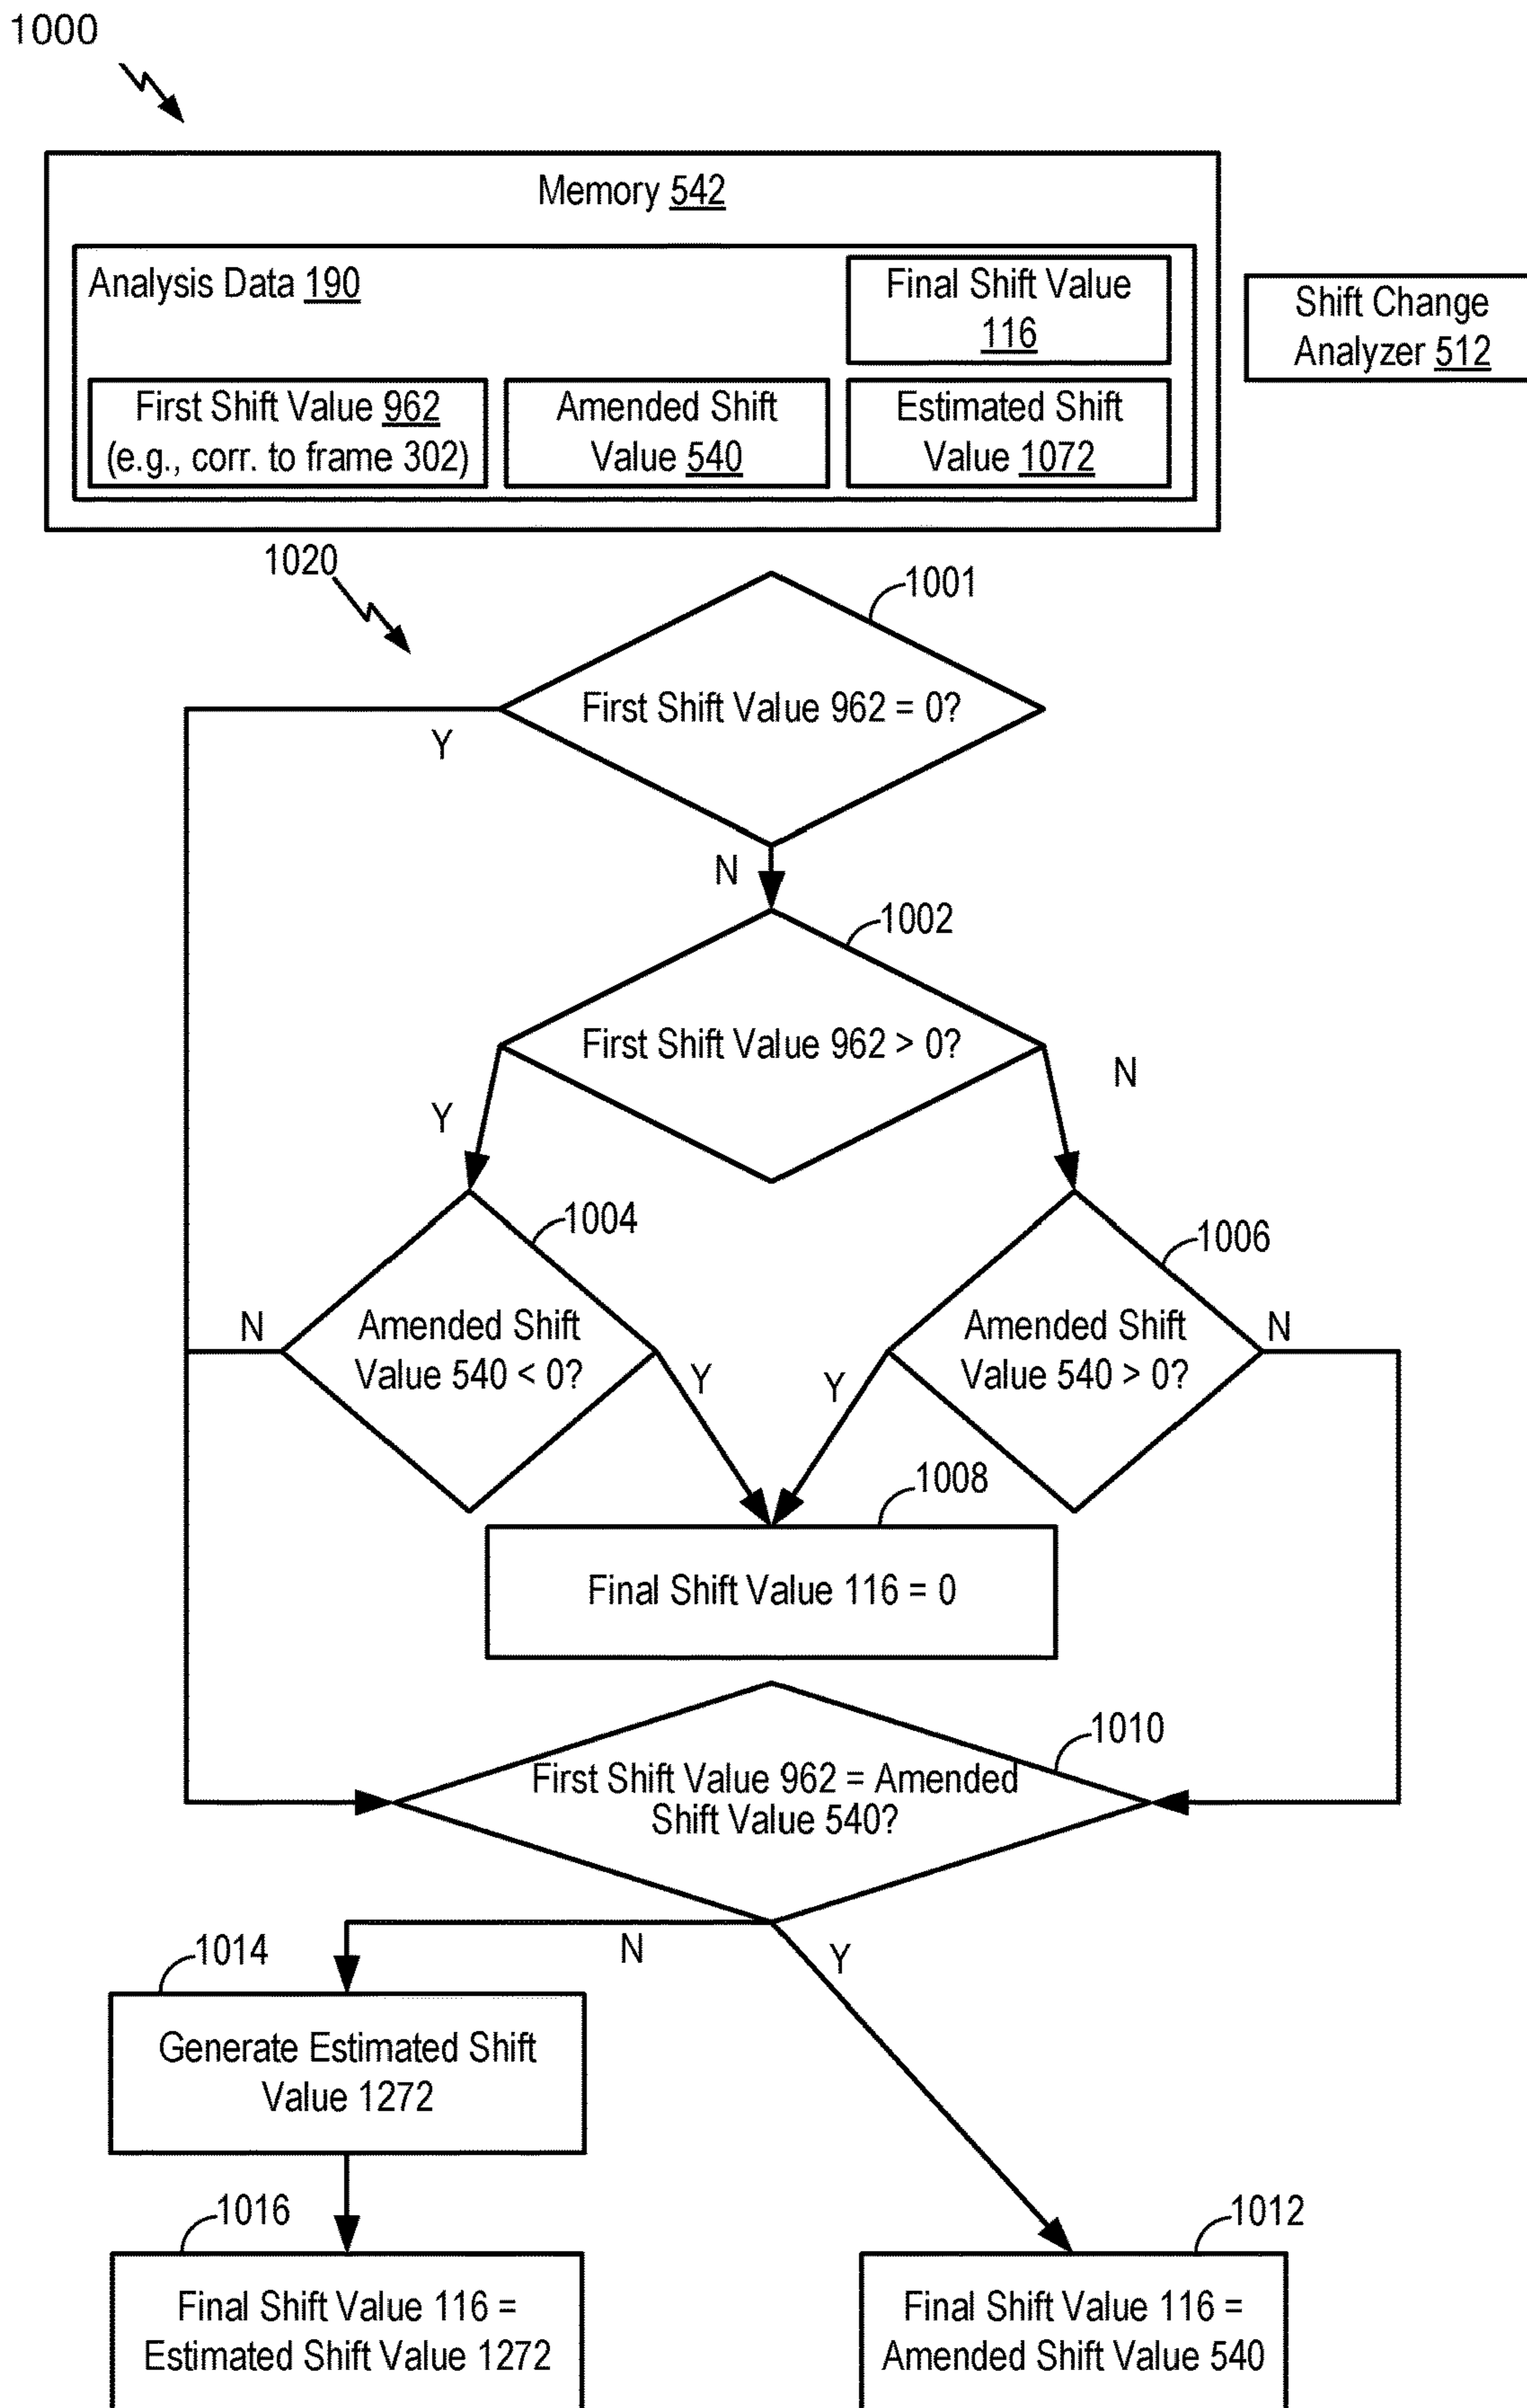 1000
Memory 542
Analysis Data 190
Final Shift Value
116
Shift Change
Analyzer 512
First Shift Value 962
(e.g., corr. to frame 302)
Amended Shift
Value 540
Estimated Shift
Value 1072
1020
1001
First Shift Value 962 = 0?
Y
N
1002
First Shift Value 962 > 0?
Y
N
1004
Amended Shift
Value 540 < 0?
N
Y
1006
Amended Shift
Value 540 > 0?
Y
N
1008
Final Shift Value 116 = 0
1010
First Shift Value 962 = Amended
Shift Value 540?
N
Y
1014
Generate Estimated Shift
Value 1272
1016
Final Shift Value 116 =
Estimated Shift Value 1272
1012
Final Shift Value 116 =
Amended Shift Value 540